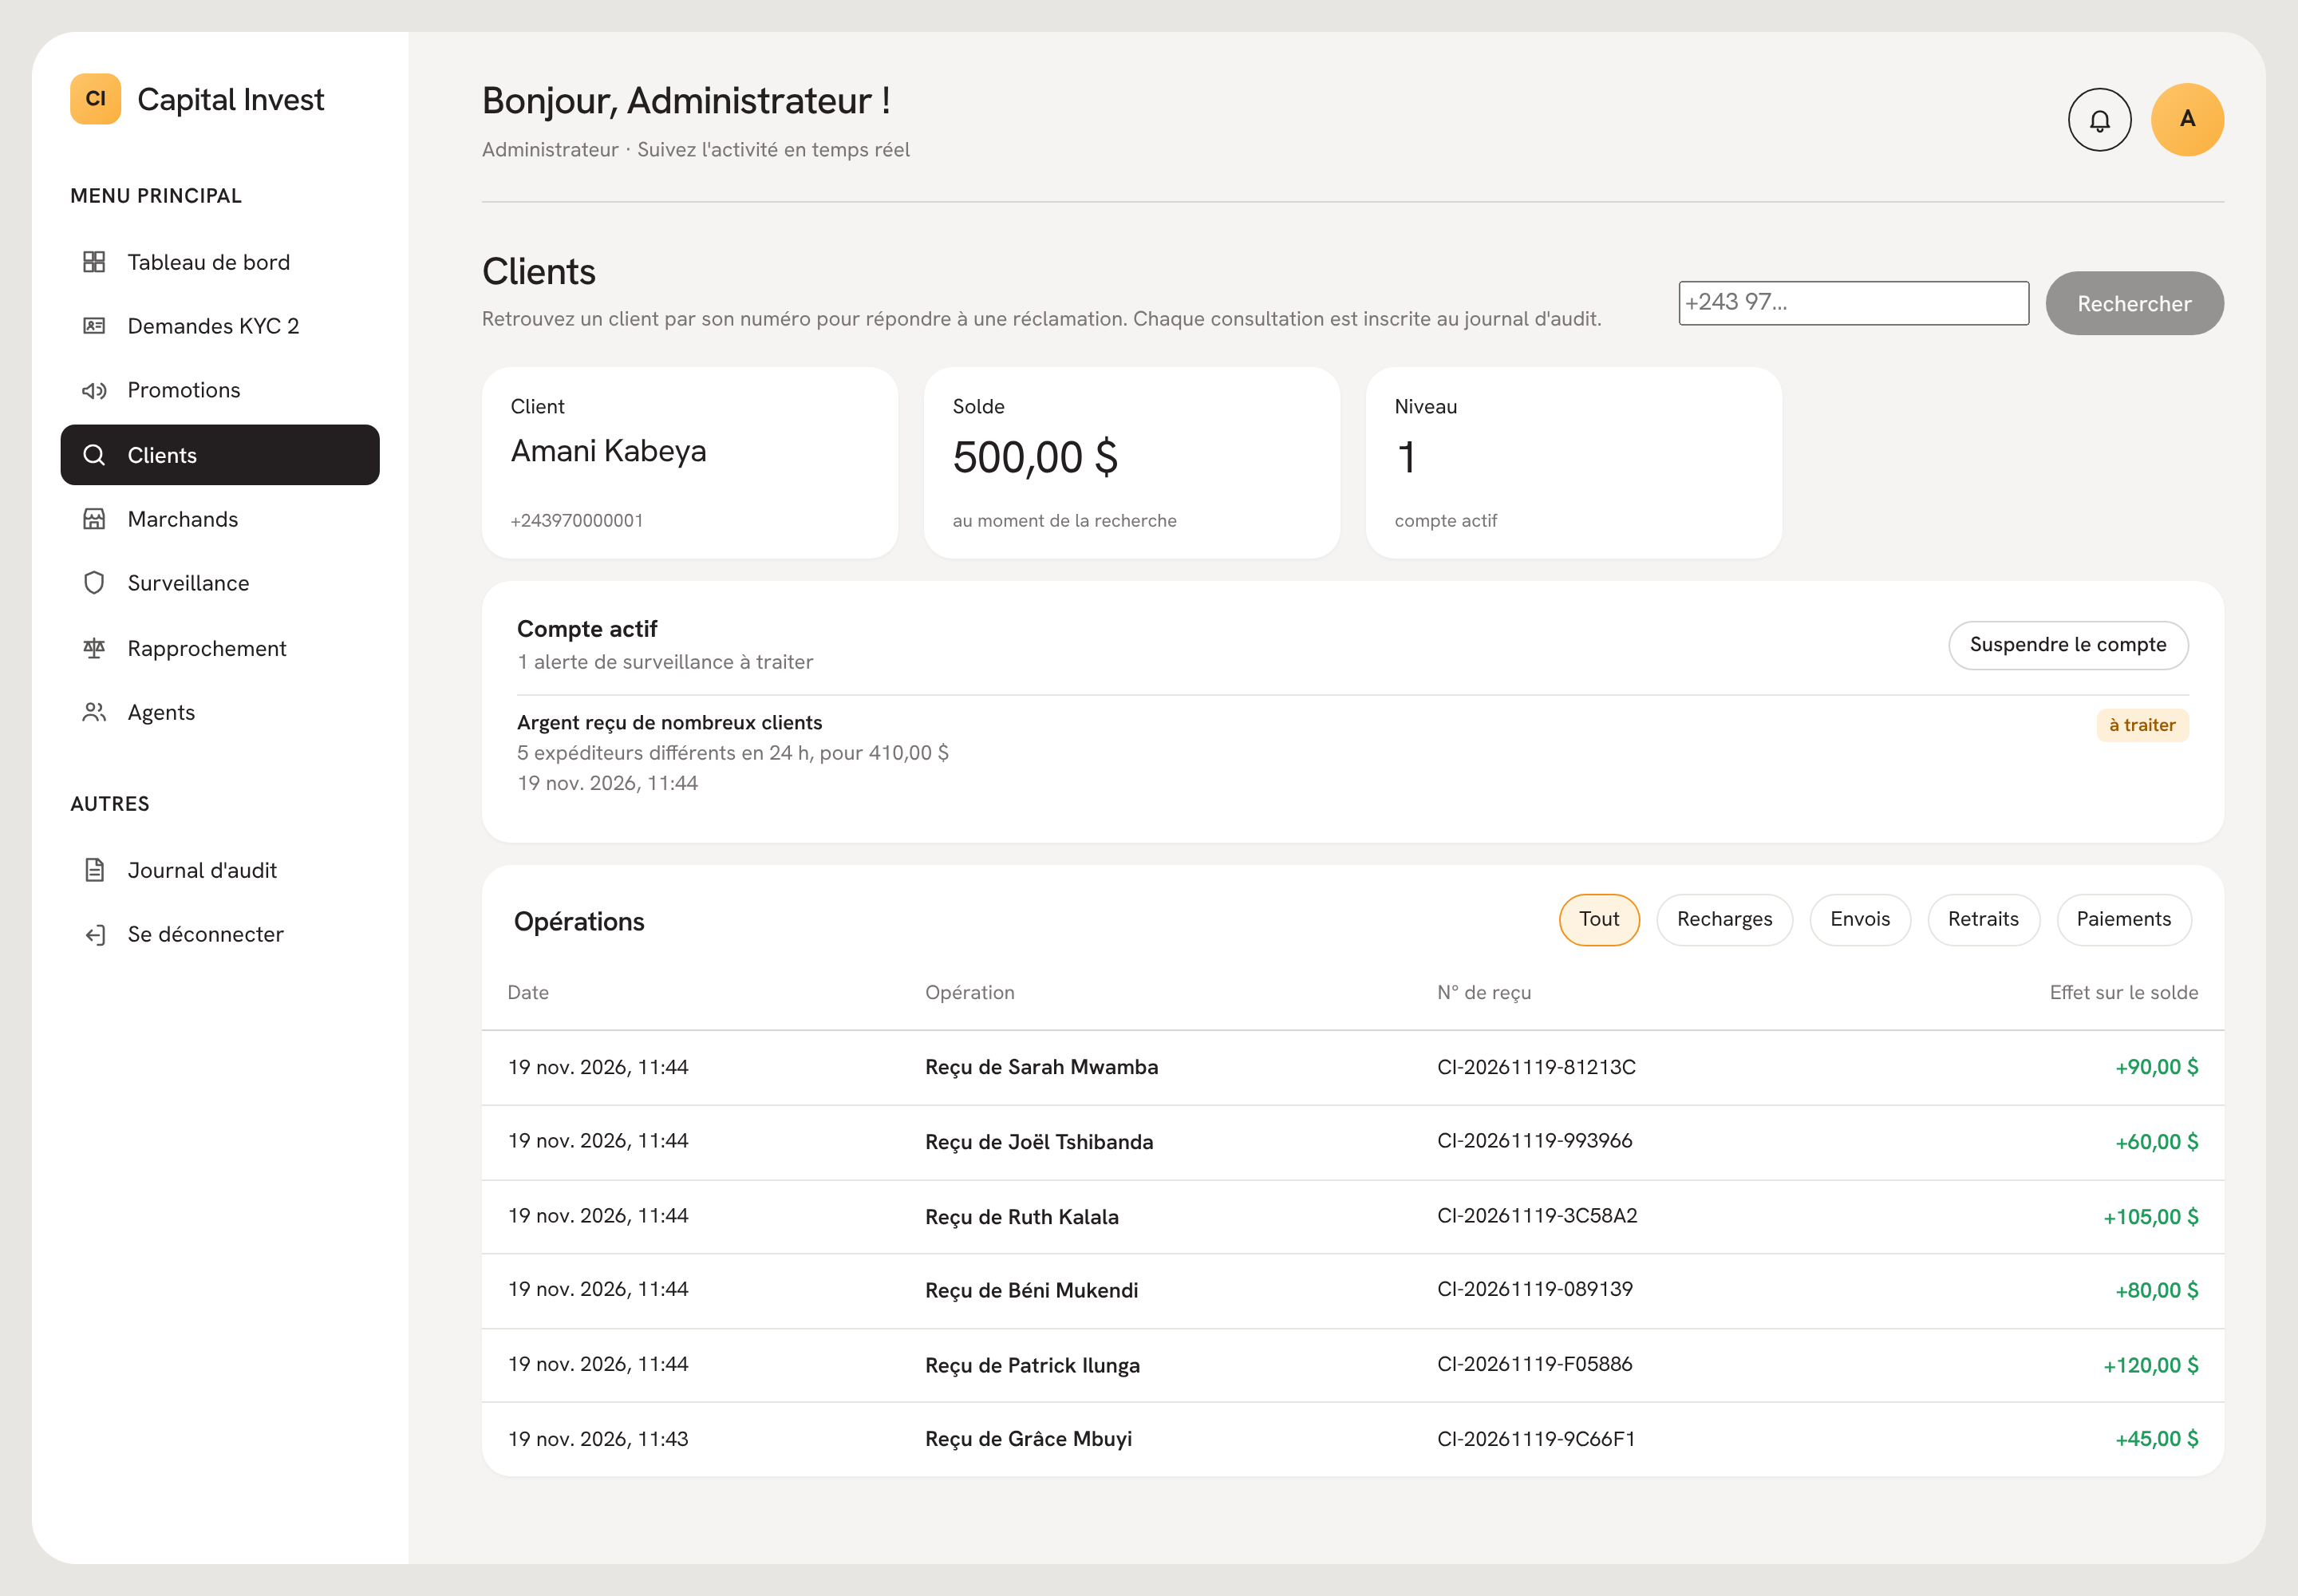 CI Capital Invest
MENU PRINCIPAL
Tableau de bord
Demandes KYC 2
Promotions
Clients
Marchands
Surveillance
Rapprochement
Agents
AUTRES
Journal d'audit
Se déconnecter
Bonjour, Administrateur !
Administrateur · Suivez l'activité en temps réel
A
Clients
Retrouvez un client par son numéro pour répondre à une réclamation. Chaque consultation est inscrite au journal d'audit.
+243 97...
Rechercher
Client
Amani Kabeya
+243970000001
Solde
500,00 $
au moment de la recherche
Niveau
1
compte actif
Compte actif
1 alerte de surveillance à traiter
Suspendre le compte
Argent reçu de nombreux clients
5 expéditeurs différents en 24 h, pour 410,00 $
19 nov. 2026, 11:44
à traiter
Opérations
Tout Recharges Envois Retraits Paiements
Date Opération N° de reçu Effet sur le solde
19 nov. 2026, 11:44 Reçu de Sarah Mwamba CI-20261119-81213C +90,00 $
19 nov. 2026, 11:44 Reçu de Joël Tshibanda CI-20261119-993966 +60,00 $
19 nov. 2026, 11:44 Reçu de Ruth Kalala CI-20261119-3C58A2 +105,00 $
19 nov. 2026, 11:44 Reçu de Béni Mukendi CI-20261119-089139 +80,00 $
19 nov. 2026, 11:44 Reçu de Patrick Ilunga CI-20261119-F05886 +120,00 $
19 nov. 2026, 11:43 Reçu de Grâce Mbuyi CI-20261119-9C66F1 +45,00 $